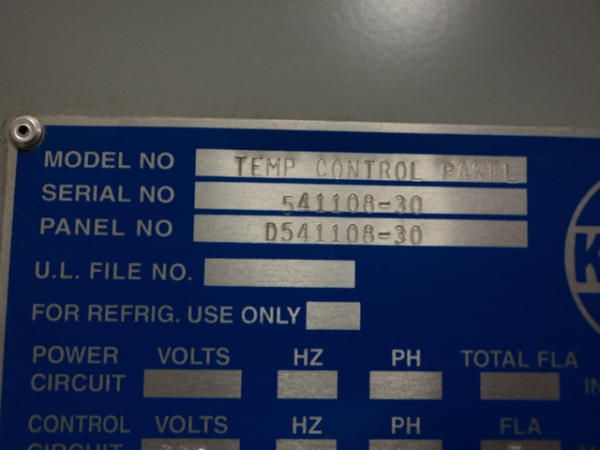 MODEL NO TEMP CONTROL PANEL
SERIAL NO 541108-30
PANEL NO D541108-30
U.L. FILE NO.
FOR REFRIG. USE ONLY
POWER CIRCUIT VOLTS HZ PH TOTAL FLA
CONTROL CIRCUIT VOLTS HZ PH FLA